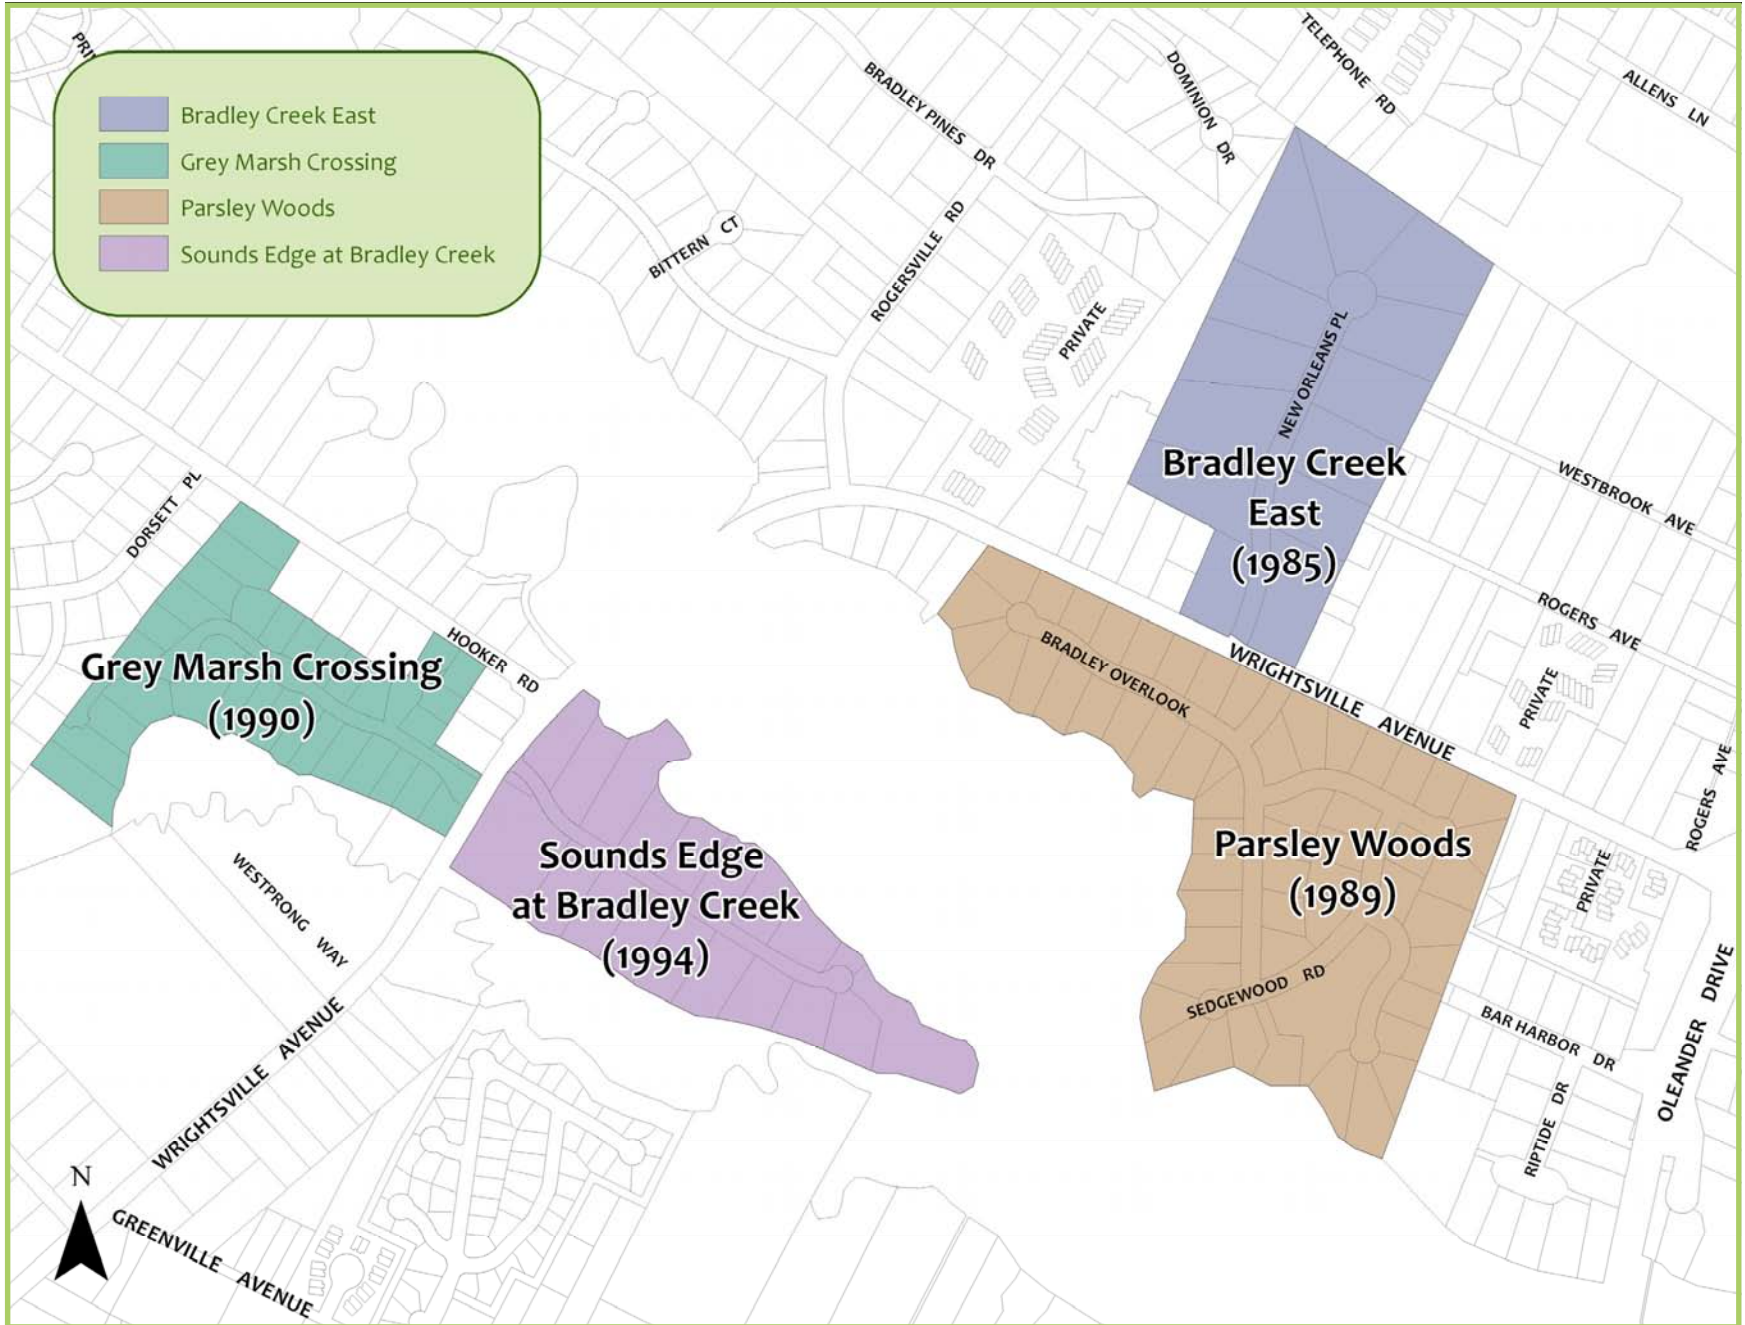 PRIV
Bradley Creek East
Grey Marsh Crossing
Parsley Woods
Sounds Edge at Bradley Creek
BRADLEY PINES DR
DOMINION DR
TELEPHONE RD
ALLENS LN
BITTERN CT
ROGERSVILLE RD
PRIVATE
NEW ORLEANS PL
Bradley Creek
East
(1985)
WESTBROOK AVE
ROGERS AVE
DORSETT PL
HOOKER RD
Grey Marsh Crossing
(1990)
BRADLEY OVERLOOK
WRIGHTSVILLE AVENUE
PRIVATE
ROGERS AVE
Sounds Edge
at Bradley Creek
(1994)
Parsley Woods
(1989)
PRIVATE
WESTPRONG WAY
SEDGEWOOD RD
BAR HARBOR DR
OLEANDER DRIVE
RIPTIDE DR
WRIGHTSVILLE AVENUE
N
GREENVILLE AVENUE